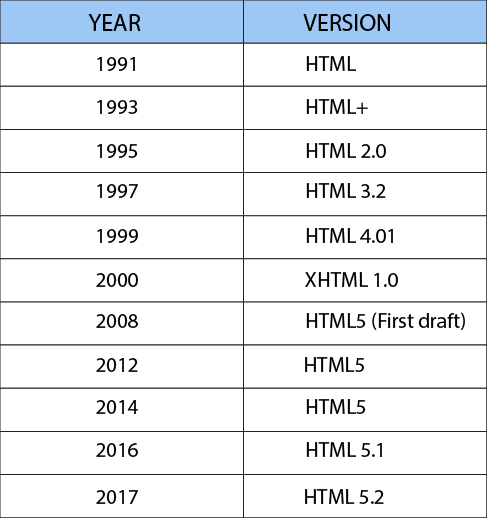 YEAR VERSION
1991 HTML
1993 HTML+
1995 HTML 2.0
1997 HTML 3.2
1999 HTML 4.01
2000 XHTML 1.0
2008 HTML5 (First draft)
2012 HTML5
2014 HTML5
2016 HTML 5.1
2017 HTML 5.2